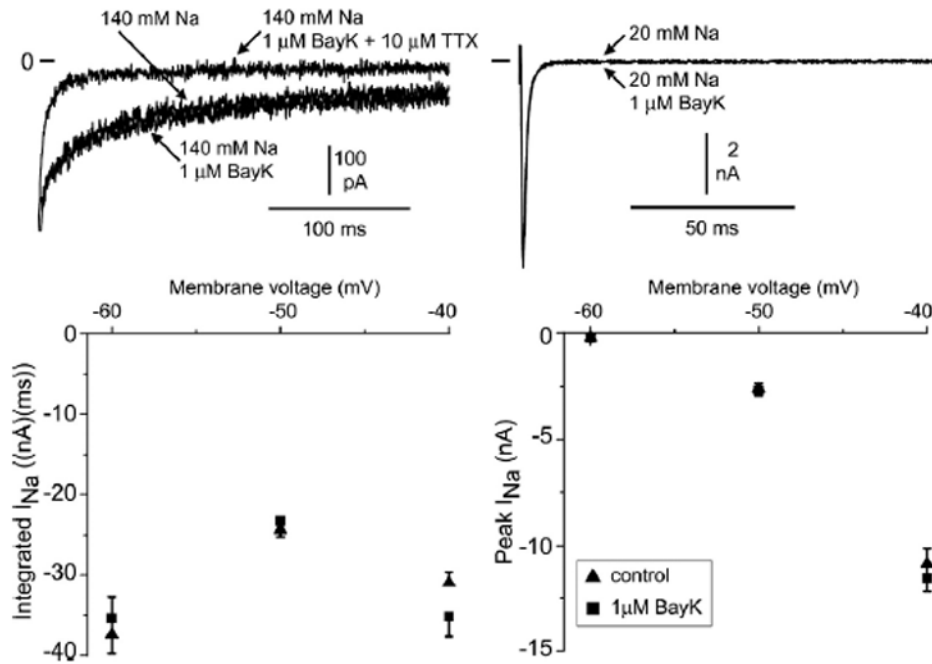 140 mM Na
140 mM Na
1 μM BayK + 10 μM TTX
0
140 mM Na
1 μM BayK
100
pA
100 ms
20 mM Na
20 mM Na
1 μM BayK
2
nA
50 ms
Membrane voltage (mV)
-60
-50
-40
0
-10
-20
-30
-40
Integrated INa ((nA)(ms))
Membrane voltage (mV)
-60
-50
-40
0
-5
-10
-15
Peak INa (nA)
control
1μM BayK